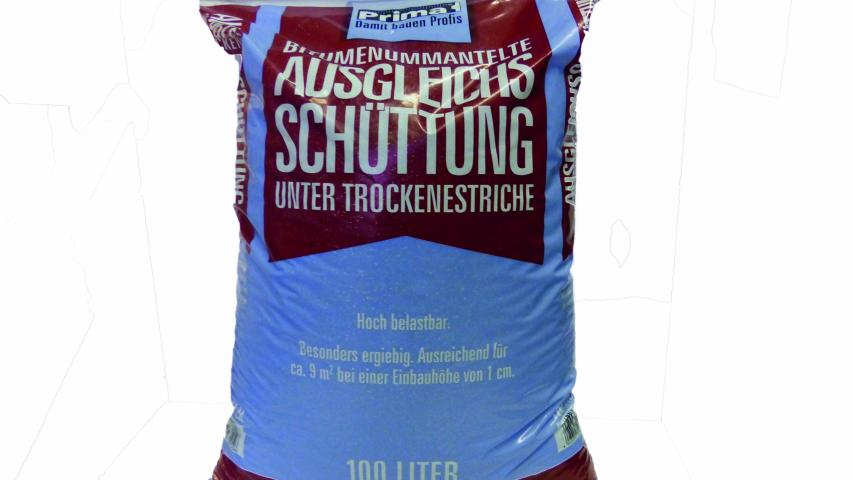 Prima
Damit bauen Profis
BITUMENUMMANTELTE
AUSGLEICHS
SCHÜTTUNG
UNTER TROCKENESTRICHE
Hoch belastbar.
Besonders ergiebig. Ausreichend für
ca. 9 m² bei einer Einbauhöhe von 1 cm.
100 LITER